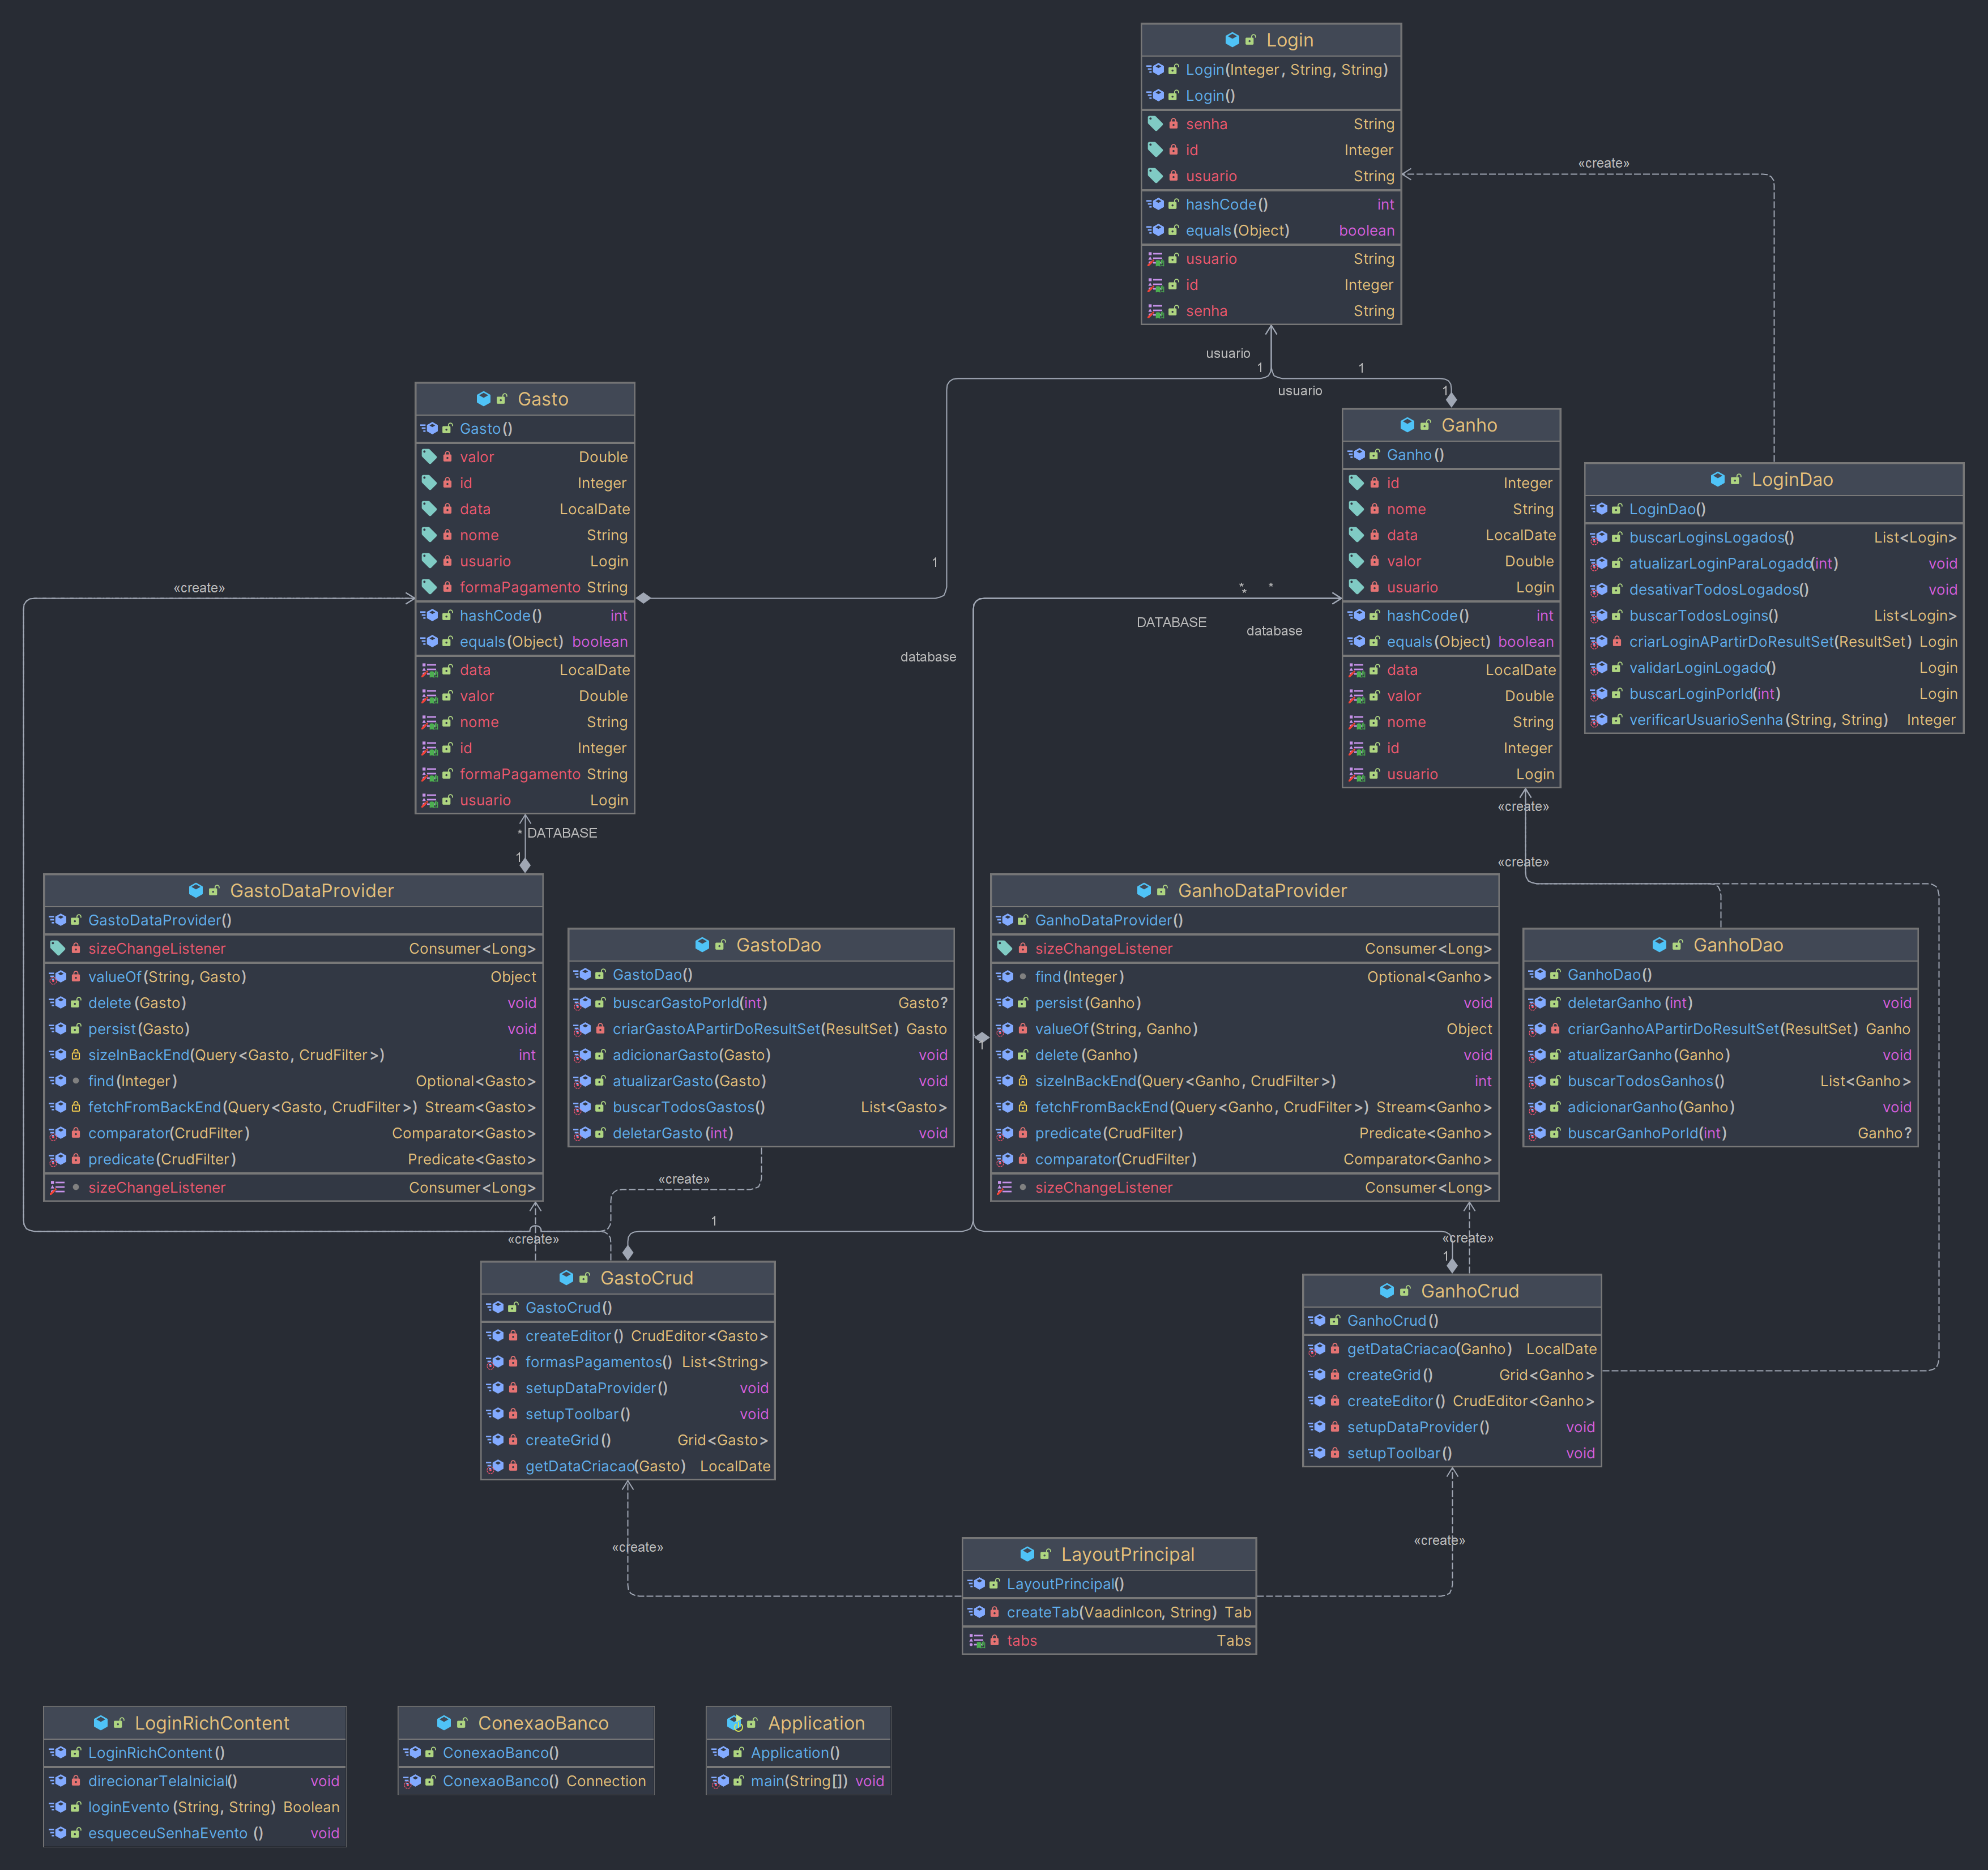 Login
Login(Integer, String, String)
Login()
senha String
id Integer
usuario String
hashCode() int
equals(Object) boolean
usuario String
id Integer
senha String
«create»
usuario
1
1
usuario
1
Gasto
Gasto()
valor Double
id Integer
data LocalDate
nome String
usuario Login
formaPagamento String
hashCode() int
equals(Object) boolean
data LocalDate
valor Double
nome String
id Integer
formaPagamento String
usuario Login
«create»
1
database
Ganho
Ganho()
id Integer
nome String
data LocalDate
valor Double
usuario Login
hashCode() int
equals(Object) boolean
data LocalDate
valor Double
nome String
id Integer
usuario Login
*
*
*
DATABASE
database
LoginDao
LoginDao()
buscarLoginsLogados() List<Login>
atualizarLoginParaLogado(int) void
desativarTodosLogados() void
buscarTodosLogins() List<Login>
criarLoginAPartirDoResultSet(ResultSet) Login
validarLoginLogado() Login
buscarLoginPorId(int) Login
verificarUsuarioSenha(String, String) Integer
«create»
«create»
* DATABASE
1
GastoDataProvider
GastoDataProvider()
sizeChangeListener Consumer<Long>
valueOf(String, Gasto) Object
delete(Gasto) void
persist(Gasto) void
sizeInBackEnd(Query<Gasto, CrudFilter>) int
find(Integer) Optional<Gasto>
fetchFromBackEnd(Query<Gasto, CrudFilter>) Stream<Gasto>
comparator(CrudFilter) Comparator<Gasto>
predicate(CrudFilter) Predicate<Gasto>
sizeChangeListener Consumer<Long>
GastoDao
GastoDao()
buscarGastoPorId(int) Gasto?
criarGastoAPartirDoResultSet(ResultSet) Gasto
adicionarGasto(Gasto) void
atualizarGasto(Gasto) void
buscarTodosGastos() List<Gasto>
deletarGasto(int) void
GanhoDataProvider
GanhoDataProvider()
sizeChangeListener Consumer<Long>
find(Integer) Optional<Ganho>
persist(Ganho) void
valueOf(String, Ganho) Object
delete(Ganho) void
sizeInBackEnd(Query<Ganho, CrudFilter>) int
fetchFromBackEnd(Query<Ganho, CrudFilter>) Stream<Ganho>
predicate(CrudFilter) Predicate<Ganho>
comparator(CrudFilter) Comparator<Ganho>
sizeChangeListener Consumer<Long>
1
GanhoDao
GanhoDao()
deletarGanho(int) void
criarGanhoAPartirDoResultSet(ResultSet) Ganho
atualizarGanho(Ganho) void
buscarTodosGanhos() List<Ganho>
adicionarGanho(Ganho) void
buscarGanhoPorId(int) Ganho?
«create»
«create»
1
«create»
1
GastoCrud
GastoCrud()
createEditor() CrudEditor<Gasto>
formasPagamentos() List<String>
setupDataProvider() void
setupToolbar() void
createGrid() Grid<Gasto>
getDataCriacao(Gasto) LocalDate
GanhoCrud
GanhoCrud()
getDataCriacao(Ganho) LocalDate
createGrid() Grid<Ganho>
createEditor() CrudEditor<Ganho>
setupDataProvider() void
setupToolbar() void
«create»
«create»
LayoutPrincipal
LayoutPrincipal()
createTab(VaadinIcon, String) Tab
tabs Tabs
LoginRichContent
LoginRichContent()
direcionarTelaInicial() void
loginEvento(String, String) Boolean
esqueceuSenhaEvento() void
ConexaoBanco
ConexaoBanco()
ConexaoBanco() Connection
Application
Application()
main(String[]) void